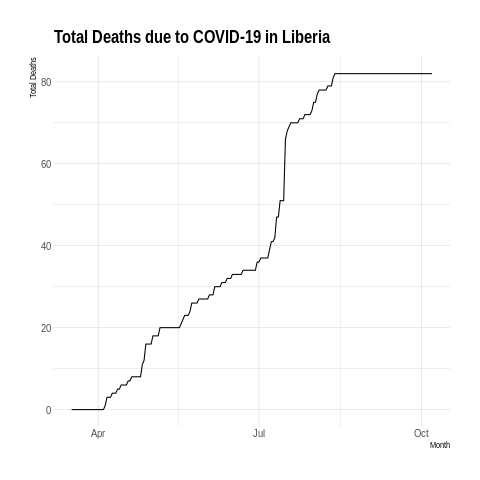 Total Deaths due to COVID-19 in Liberia
Total Deaths
80
60
40
20
0
Apr
Jul
Oct
Month